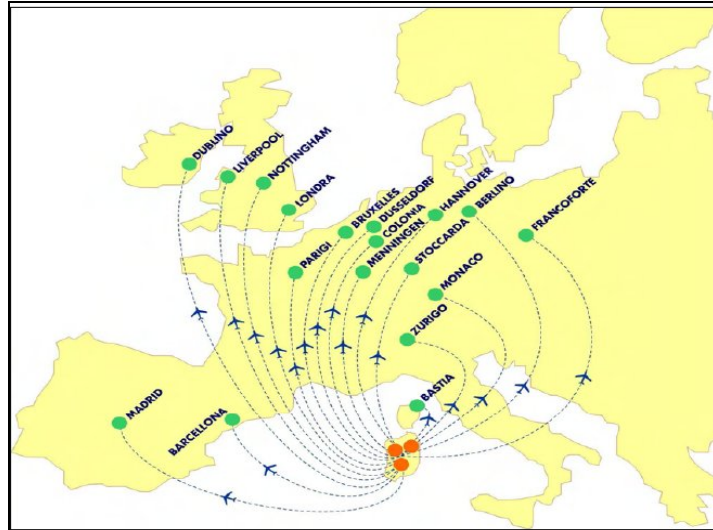 DUBLINO
LIVERPOOL
NOTTINGHAM
LONDRA
BRUXELLES
DUSSELDORF
COLONIA
MENNINGEN
HANNOVER
BERLINO
FRANCOFORTE
PARIGI
STOCCARDA
MONACO
ZURIGO
BASTIA
MADRID
BARCELLONA